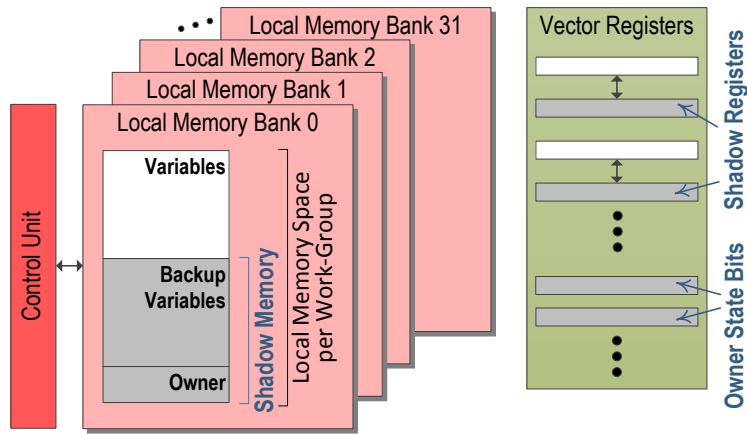 Local Memory Bank 31
Local Memory Bank 2
Local Memory Bank 1
Local Memory Bank 0
Control Unit
Variables
Backup
Variables
Owner
Shadow Memory
Local Memory Space
per Work-Group
Vector Registers
Shadow Registers
Owner State Bits